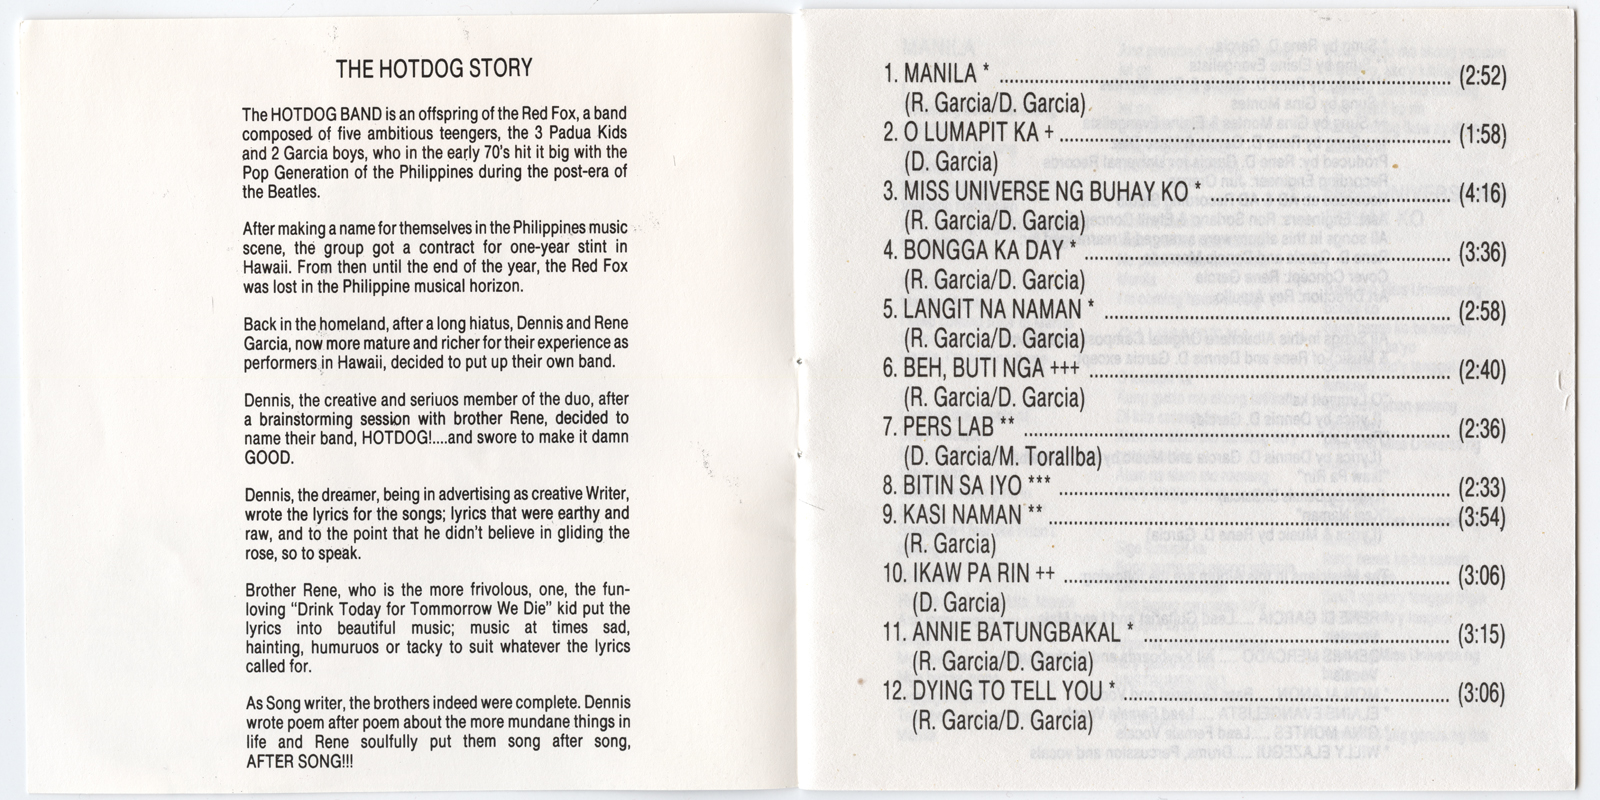 THE HOTDOG STORY
The HOTDOG BAND is an offspring of the Red Fox, a band
composed of five ambitious teengers, the 3 Padua Kids
and 2 Garcia boys, who in the early 70's hit it big with the
Pop Generation of the Philippines during the post-era of
the Beatles.
After making a name for themselves in the Philippines music
scene, the group got a contract for one-year stint in
Hawaii. From then until the end of the year, the Red Fox
was lost in the Philippine musical horizon.
Back in the homeland, after a long hiatus, Dennis and Rene
Garcia, now more mature and richer for their experience as
performers in Hawaii, decided to put up their own band.
Dennis, the creative and seriuos member of the duo, after
a brainstorming session with brother Rene, decided to
name their band, HOTDOG!....and swore to make it damn
GOOD.
Dennis, the dreamer, being in advertising as creative Writer,
wrote the lyrics for the songs; lyrics that were earthy and
raw, and to the point that he didn't believe in gliding the
rose, so to speak.
Brother Rene, who is the more frivolous, one, the fun-
loving "Drink Today for Tommorrow We Die" kid put the
lyrics into beautiful music; music at times sad,
hainting, humuruos or tacky to suit whatever the lyrics
called for.
As Song writer, the brothers indeed were complete. Dennis
wrote poem after poem about the more mundane things in
life and Rene soulfully put them song after song,
AFTER SONG!!!
1. MANILA * ........ (2:52)
(R. Garcia/D. Garcia)
2. O LUMAPIT KA + ........ (1:58)
(D. Garcia)
3. MISS UNIVERSE NG BUHAY KO * ........ (4:16)
(R. Garcia/D. Garcia)
4. BONGGA KA DAY * ........ (3:36)
(R. Garcia/D. Garcia)
5. LANGIT NA NAMAN * ........ (2:58)
(R. Garcia/D. Garcia)
6. BEH, BUTI NGA +++ ........ (2:40)
(R. Garcia/D. Garcia)
7. PERS LAB ** ........ (2:36)
(D. Garcia/M. Torallba)
8. BITIN SA IYO *** ........ (2:33)
9. KASI NAMAN ** ........ (3:54)
(R. Garcia)
10. IKAW PA RIN ++ ........ (3:06)
(D. Garcia)
11. ANNIE BATUNGBAKAL * ........ (3:15)
(R. Garcia/D. Garcia)
12. DYING TO TELL YOU * ........ (3:06)
(R. Garcia/D. Garcia)